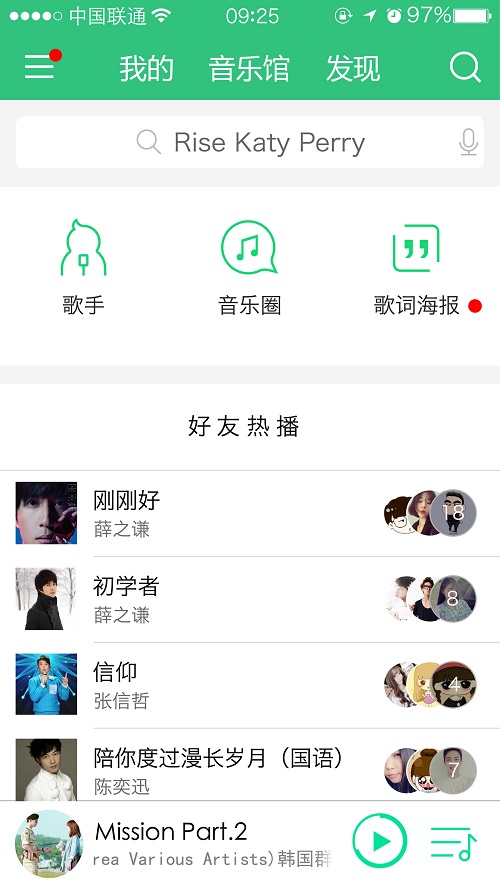 中国联通 09:25 97%
我的 音乐馆 发现
Rise Katy Perry
歌手 音乐圈 歌词海报
好友热播
刚刚好
薛之谦
18
初学者
薛之谦
8
信仰
张信哲
4
陪你度过漫长岁月（国语）
陈奕迅
7
Mission Part.2
rea Various Artists)韩国群